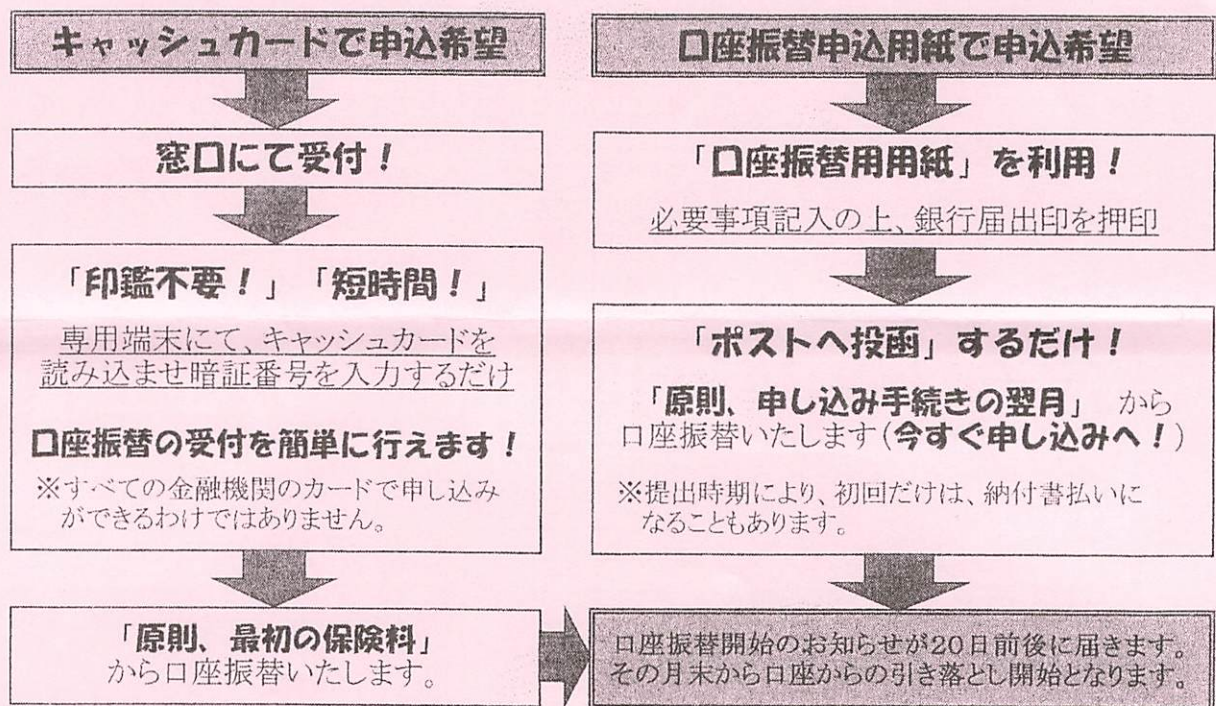 キャッシュカードで申込希望
窓口にて受付！
「印鑑不要！」「短時間！」
専用端末にて、キャッシュカードを
読み込ませ暗証番号を入力するだけ
口座振替の受付を簡単に行えます！
※すべての金融機関のカードで申し込み
ができるわけではありません。
「原則、最初の保険料」
から口座振替いたします。
口座振替申込用紙で申込希望
「口座振替用用紙」を利用！
必要事項記入の上、銀行届出印を押印
「ポストへ投函」するだけ！
「原則、申し込み手続きの翌月」 から
口座振替いたします(今すぐ申し込みへ！)
※提出時期により、初回だけは、納付書払いに
なることもあります。
口座振替開始のお知らせが20日前後に届きます。
その月末から口座からの引き落とし開始となります。